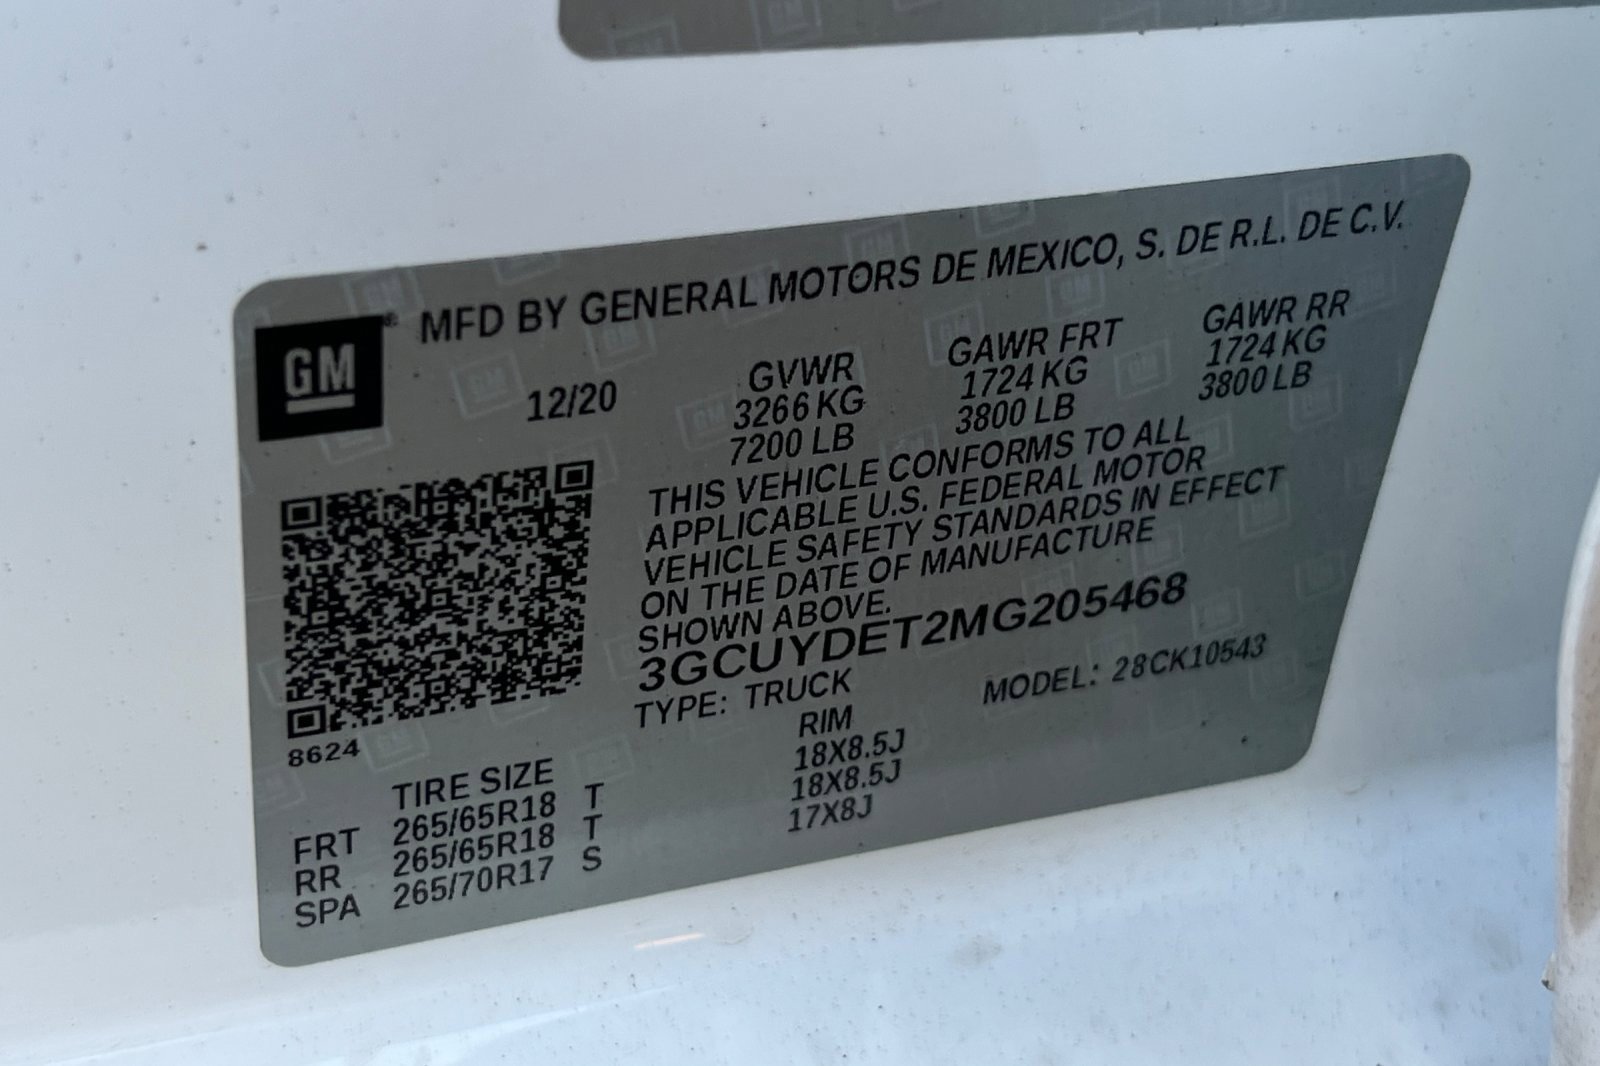 MFD BY GENERAL MOTORS DE MEXICO, S. DE R.L. DE C.V.
GM
12/20
GVWR GAWR FRT GAWR RR
3266 KG 1724 KG 1724 KG
7200 LB 3800 LB 3800 LB
THIS VEHICLE CONFORMS TO ALL
APPLICABLE U.S. FEDERAL MOTOR
VEHICLE SAFETY STANDARDS IN EFFECT
ON THE DATE OF MANUFACTURE
SHOWN ABOVE.
3GCUYDET2MG205468
TYPE: TRUCK MODEL: 28CK10543
8624
TIRE SIZE RIM
FRT 265/65R18 T 18X8.5J
RR 265/65R18 T 18X8.5J
SPA 265/70R17 S 17X8J